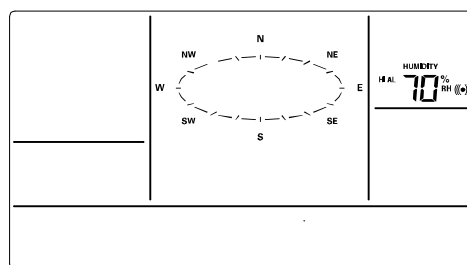 N
NW NE
W E
SW SE
S
HUMIDITY
HI AL 70 %
RH